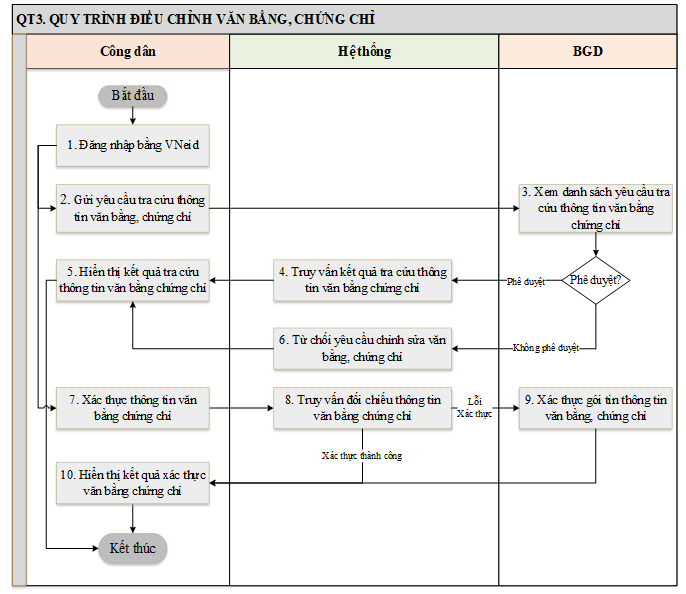 QT3. QUY TRÌNH ĐIỀU CHỈNH VĂN BẰNG, CHỨNG CHỈ
Công dân
Hệ thống
BGD
Bắt đầu
1. Đăng nhập bằng VNeid
2. Gửi yêu cầu tra cứu thông
tin văn bằng, chứng chỉ
3. Xem danh sách yêu cầu tra
cứu thông tin văn bằng
chứng chỉ
5. Hiển thị kết quả tra cứu
thông tin văn bằng chứng chỉ
4. Truy vấn kết quả tra cứu thông
tin văn bằng chứng chỉ
Phê duyệt
Phê duyệt?
6. Từ chối yêu cầu chỉnh sửa văn
bằng, chứng chỉ
Không phê duyệt
7. Xác thực thông tin văn
bằng chứng chỉ
8. Truy vấn đối chiếu thông tin
văn bằng chứng chỉ
Lỗi
Xác thực
9. Xác thực gói tin thông tin
văn bằng, chứng chỉ
Xác thực thành công
10. Hiển thị kết quả xác thực
văn bằng chứng chỉ
Kết thúc